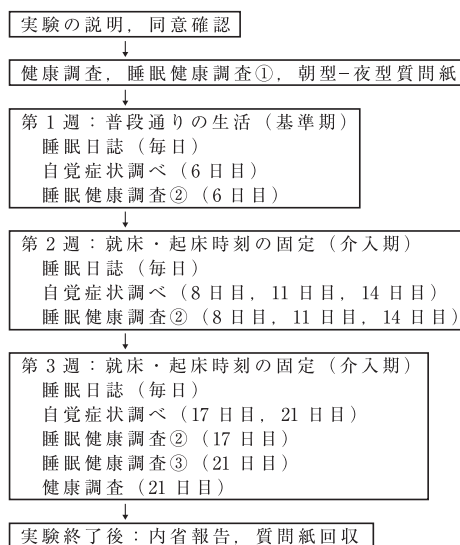 実験の説明，同意確認
健康調査，睡眠健康調査①，朝型−夜型質問紙
第1週：普段通りの生活（基準期）
睡眠日誌（毎日）
自覚症状調べ（6日目）
睡眠健康調査②（6日目）
第2週：就床・起床時刻の固定（介入期）
睡眠日誌（毎日）
自覚症状調べ（8日目，11日目，14日目）
睡眠健康調査②（8日目，11日目，14日目）
第3週：就床・起床時刻の固定（介入期）
睡眠日誌（毎日）
自覚症状調べ（17日目，21日目）
睡眠健康調査②（17日目）
睡眠健康調査③（21日目）
健康調査（21日目）
実験終了後：内省報告，質問紙回収